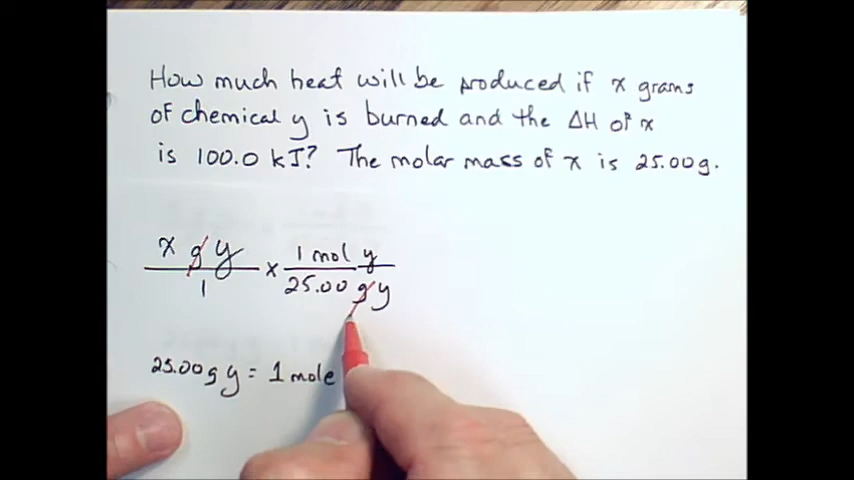 How much heat will be produced if x grams
of chemical y is burned and the ΔH of x
is 100.0 kJ? The molar mass of x is 25.00g.
x g y / 1 x 1 mol y / 25.00 g y
25.00g y = 1 mole